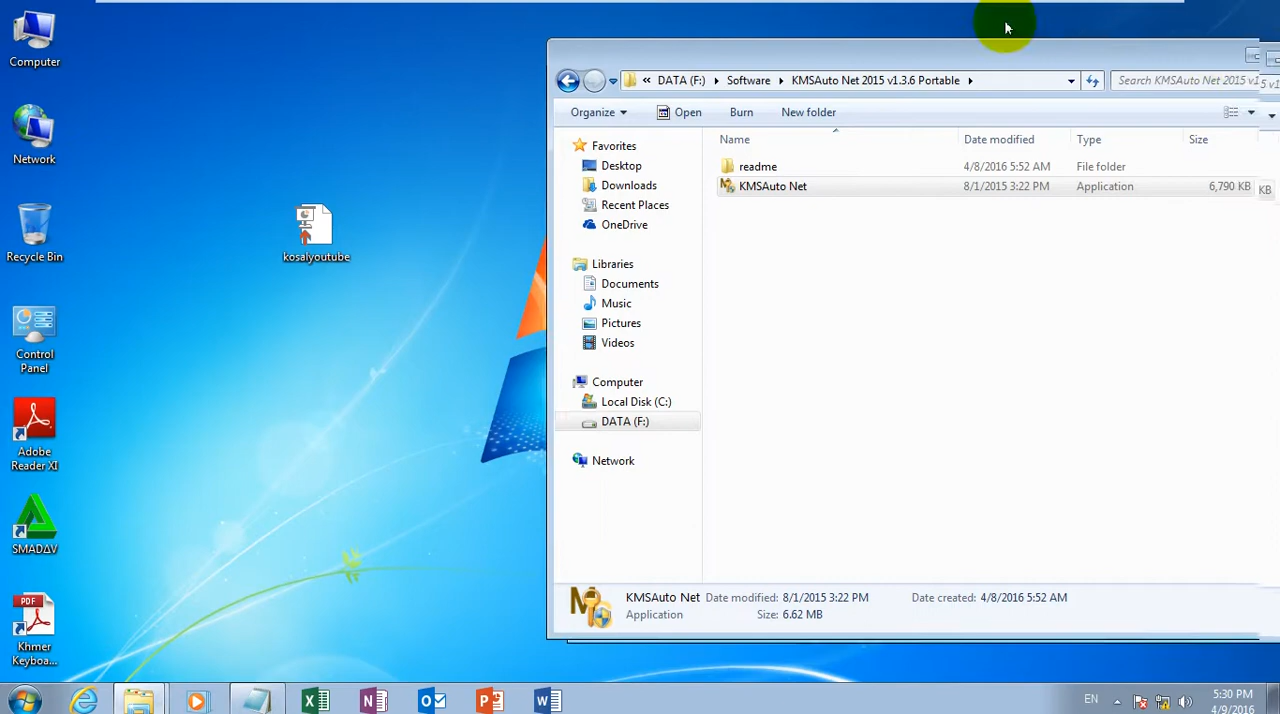 Computer
Network
Recycle Bin
Control
Panel
Adobe
Reader XI
SMADΔV
Khmer
Keyboa...
kosalyoutube
« DATA (F:) ▸ Software ▸ KMSAuto Net 2015 v1.3.6 Portable ▸
Search KMSAuto Net 2015 v1
Organize Open Burn New folder
Name Date modified Type Size
readme 4/8/2016 5:52 AM File folder
KMSAuto Net 8/1/2015 3:22 PM Application 6,790 KB
KB
Favorites
Desktop
Downloads
Recent Places
OneDrive
Libraries
Documents
Music
Pictures
Videos
Computer
Local Disk (C:)
DATA (F:)
Network
KMSAuto Net Date modified: 8/1/2015 3:22 PM Date created: 4/8/2016 5:52 AM
Application Size: 6.62 MB
EN
5:30 PM
4/9/2016